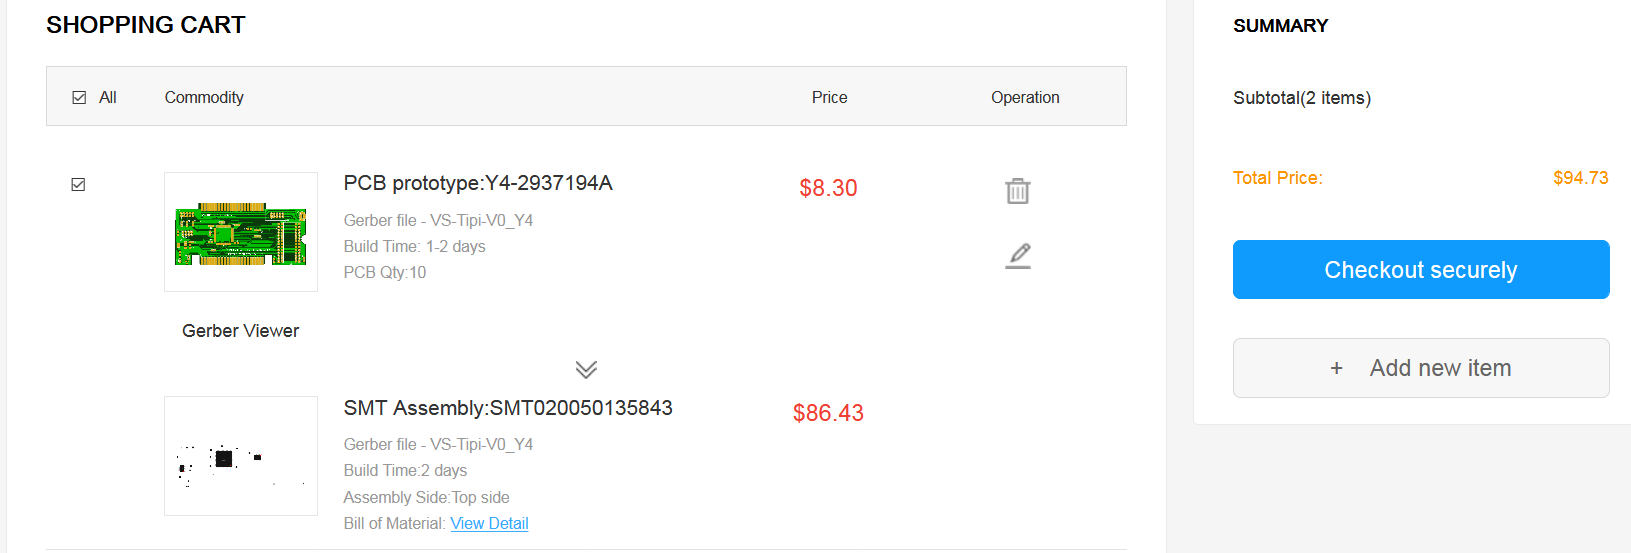 SHOPPING CART
All Commodity Price Operation
PCB prototype:Y4-2937194A $8.30
Gerber file - VS-Tipi-V0_Y4
Build Time: 1-2 days
PCB Qty:10
Gerber Viewer
SMT Assembly:SMT020050135843 $86.43
Gerber file - VS-Tipi-V0_Y4
Build Time:2 days
Assembly Side:Top side
Bill of Material: View Detail
SUMMARY
Subtotal(2 items)
Total Price: $94.73
Checkout securely
+ Add new item